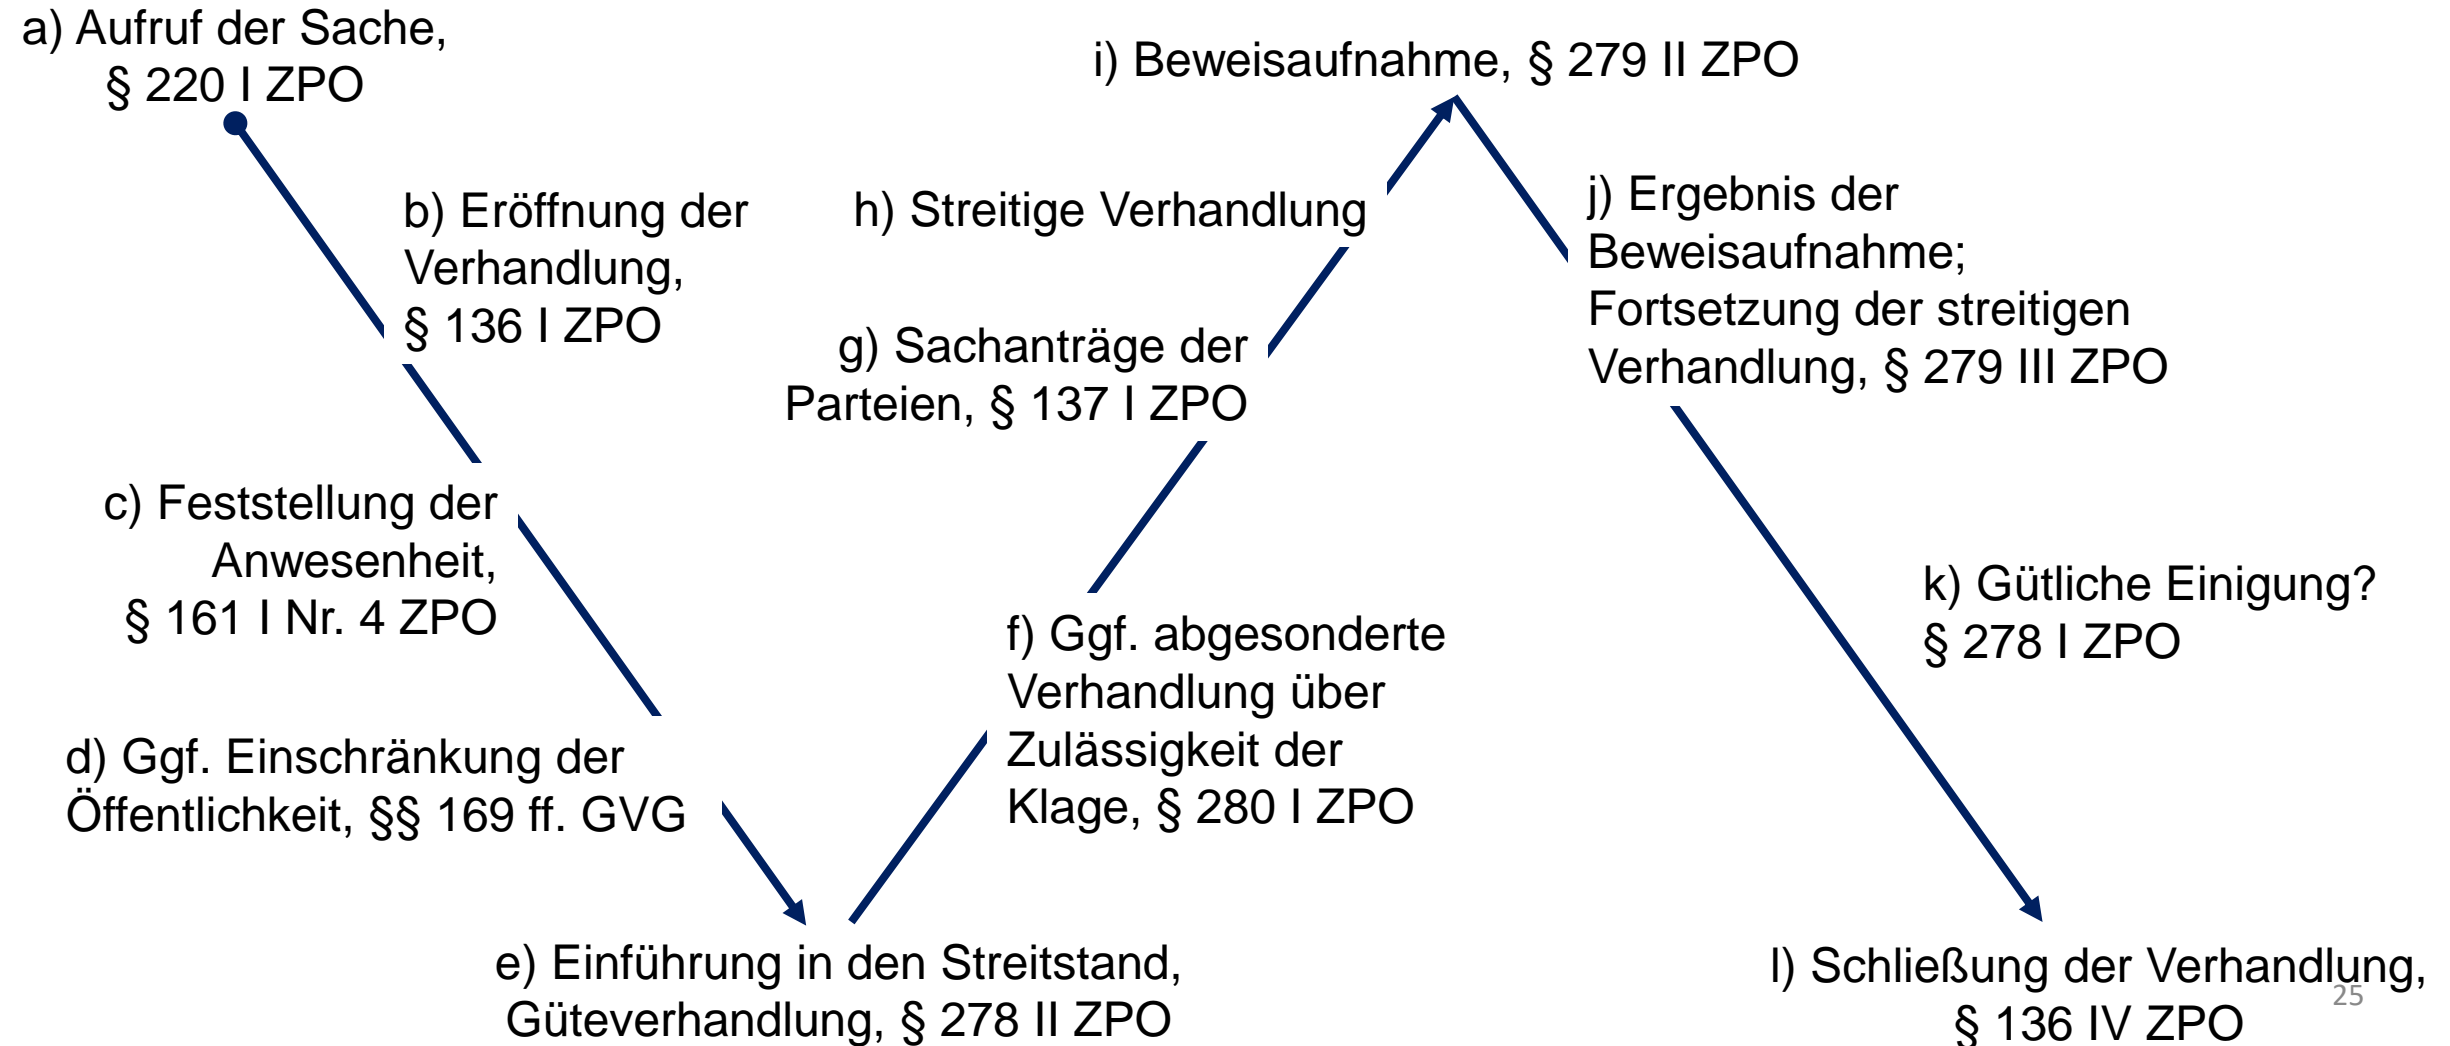 a) Aufruf der Sache,
§ 220 I ZPO
b) Eröffnung der
Verhandlung,
§ 136 I ZPO
c) Feststellung der
Anwesenheit,
§ 161 I Nr. 4 ZPO
d) Ggf. Einschränkung der
Öffentlichkeit, §§ 169 ff. GVG
e) Einführung in den Streitstand,
Güteverhandlung, § 278 II ZPO
f) Ggf. abgesonderte
Verhandlung über
Zulässigkeit der
Klage, § 280 I ZPO
g) Sachanträge der
Parteien, § 137 I ZPO
h) Streitige Verhandlung
i) Beweisaufnahme, § 279 II ZPO
j) Ergebnis der
Beweisaufnahme;
Fortsetzung der streitigen
Verhandlung, § 279 III ZPO
k) Gütliche Einigung?
§ 278 I ZPO
l) Schließung der Verhandlung,
§ 136 IV ZPO
25